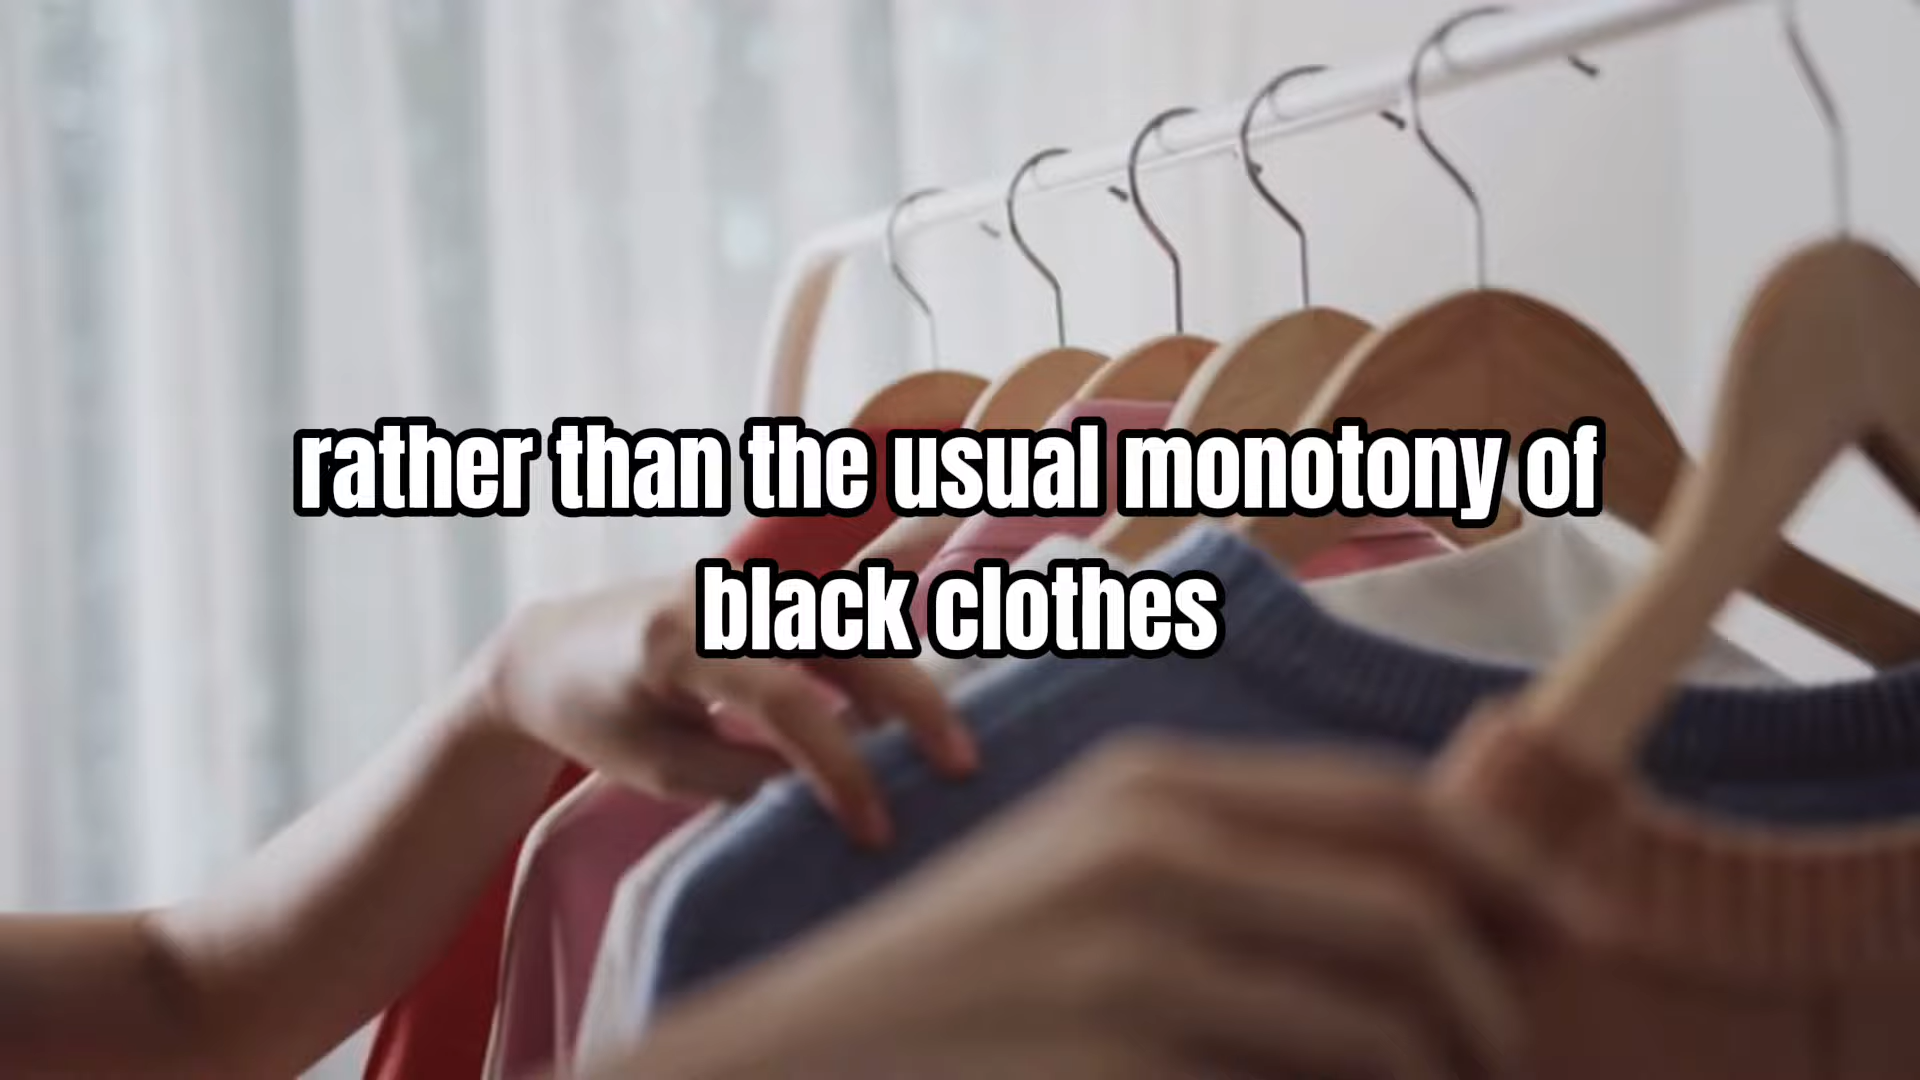 rather than the usual monotony of
black clothes